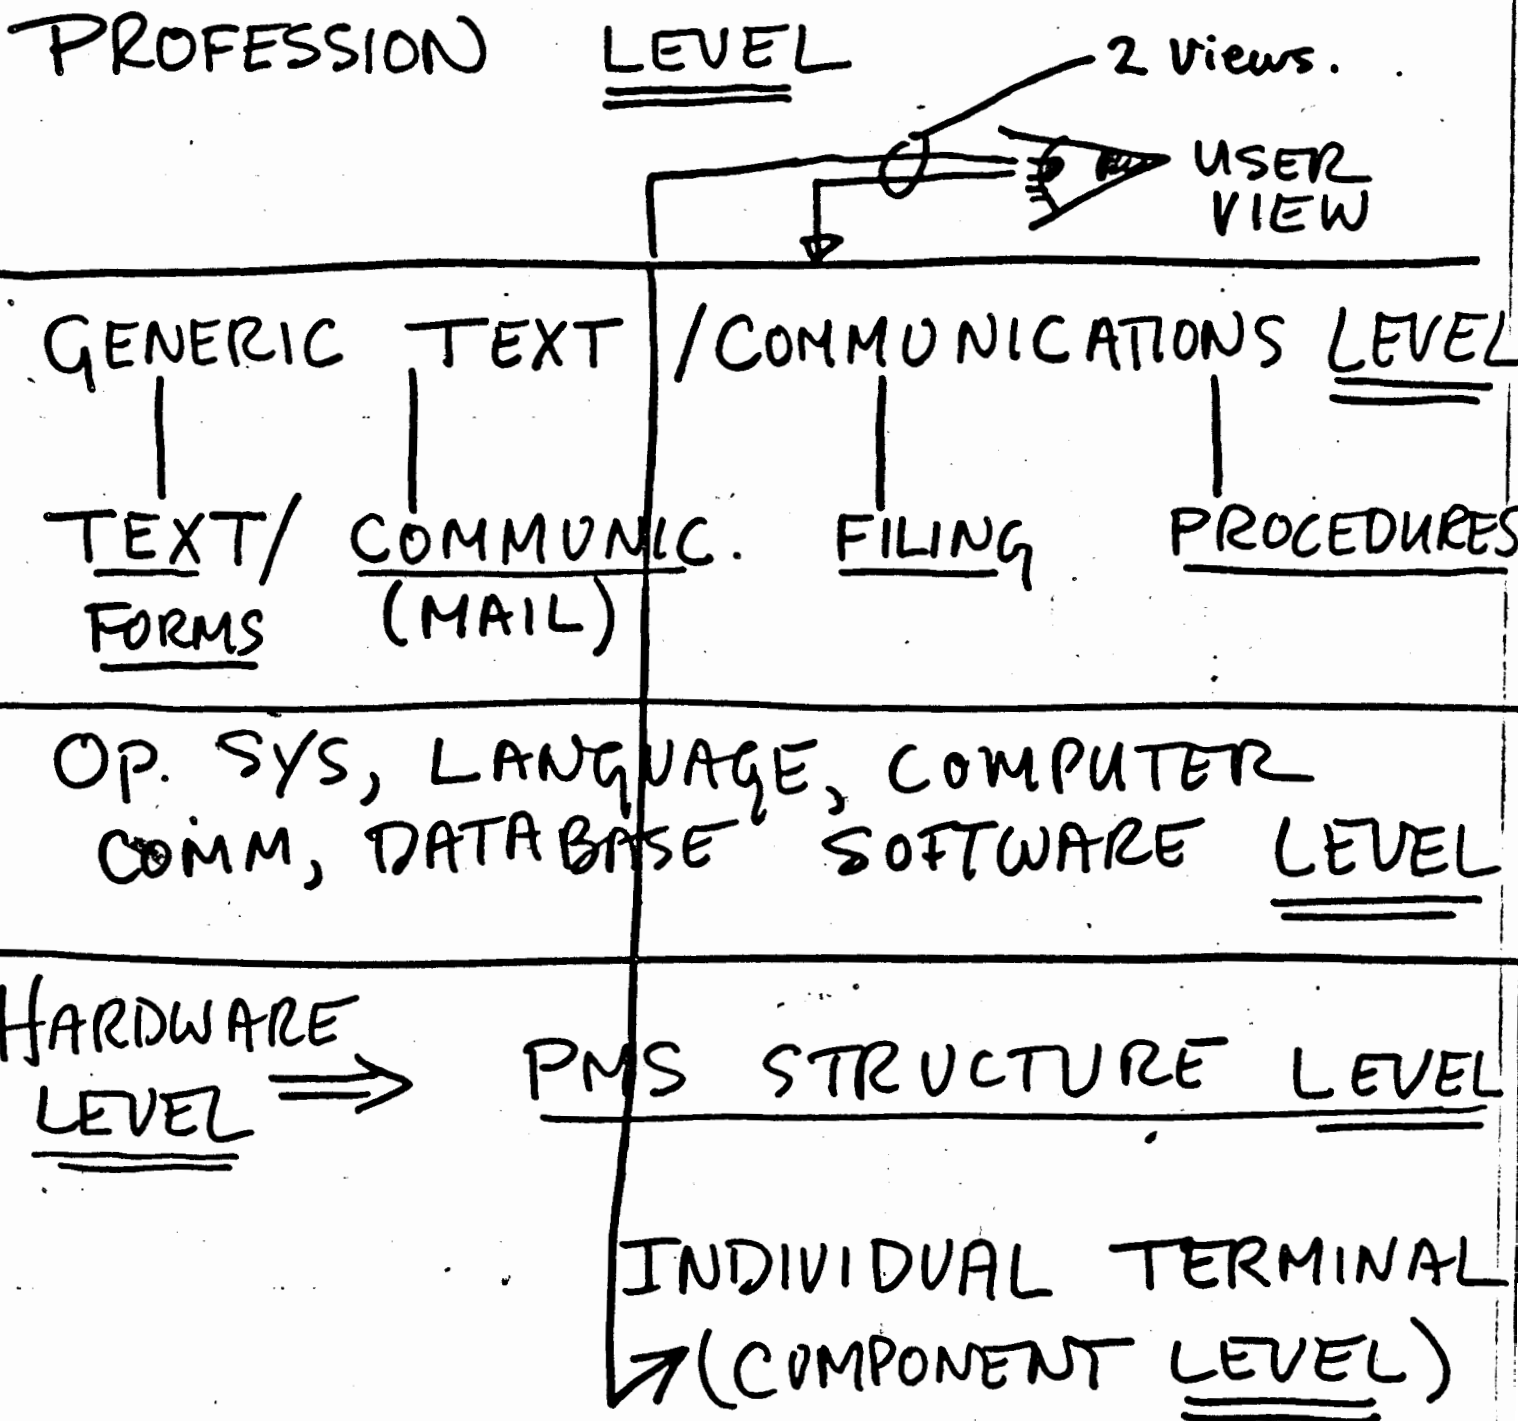 PROFESSION LEVEL
2 views.
USER
VIEW
GENERIC TEXT / COMMUNICATIONS LEVEL
TEXT/ COMMUNIC. FILING PROCEDURES
FORMS (MAIL)
OP. SYS, LANGUAGE, COMPUTER
COMM, DATABASE SOFTWARE LEVEL
HARDWARE
LEVEL
PMS STRUCTURE LEVEL
INDIVIDUAL TERMINAL
(COMPONENT LEVEL)